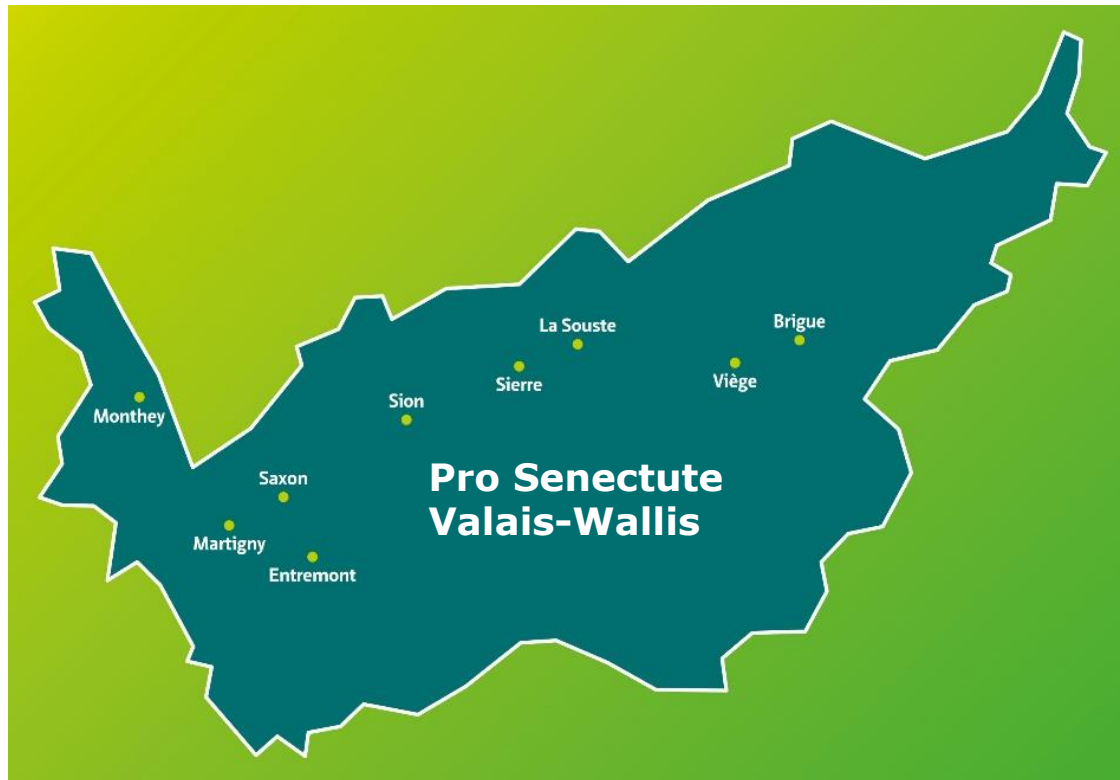 La Souste
Brigue
Sierre
Viège
Monthey
Sion
Saxon
Pro Senectute
Valais-Wallis
Martigny
Entremont